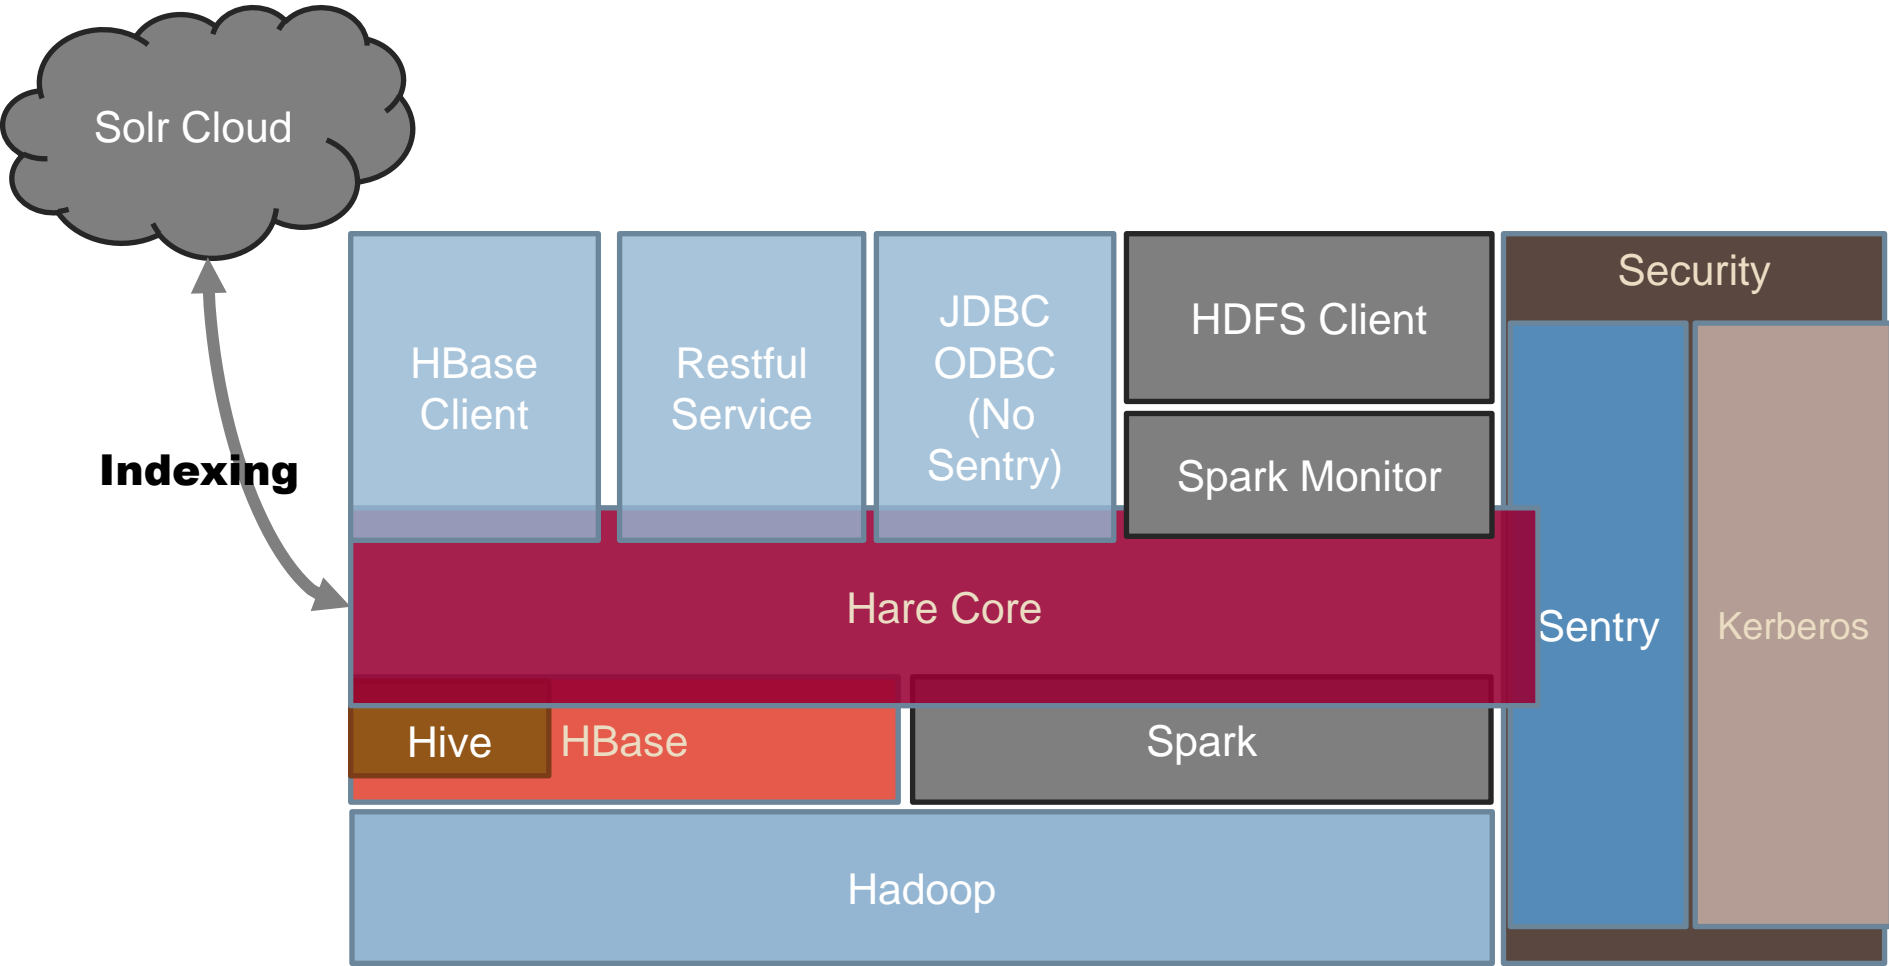 Solr Cloud
Indexing
HBase
Client
Restful
Service
JDBC
ODBC
(No
Sentry)
HDFS Client
Spark Monitor
Security
Hare Core
Sentry
Kerberos
Hive
HBase
Spark
Hadoop